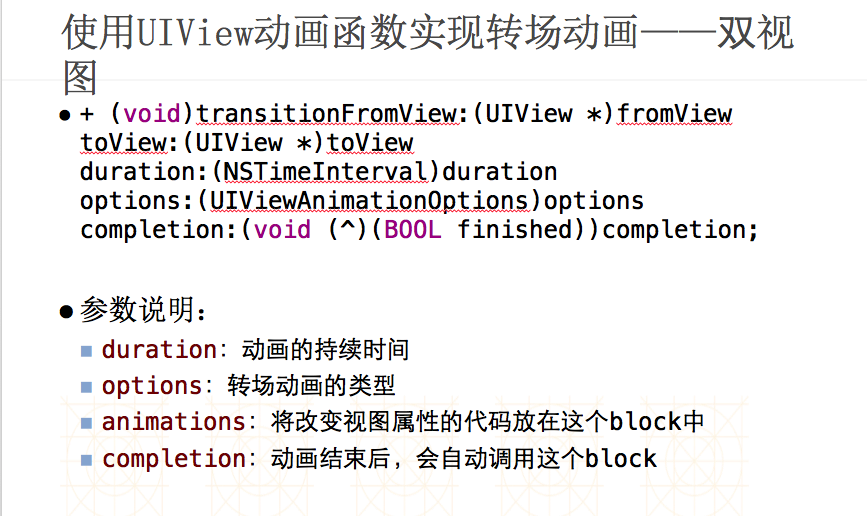 使用UIView动画函数实现转场动画——双视
图
● + (void)transitionFromView:(UIView *)fromView
toView:(UIView *)toView
duration:(NSTimeInterval)duration
options:(UIViewAnimationOptions)options
completion:(void (^)(BOOL finished))completion;
● 参数说明：
■ duration：动画的持续时间
■ options：转场动画的类型
■ animations：将改变视图属性的代码放在这个block中
■ completion：动画结束后，会自动调用这个block